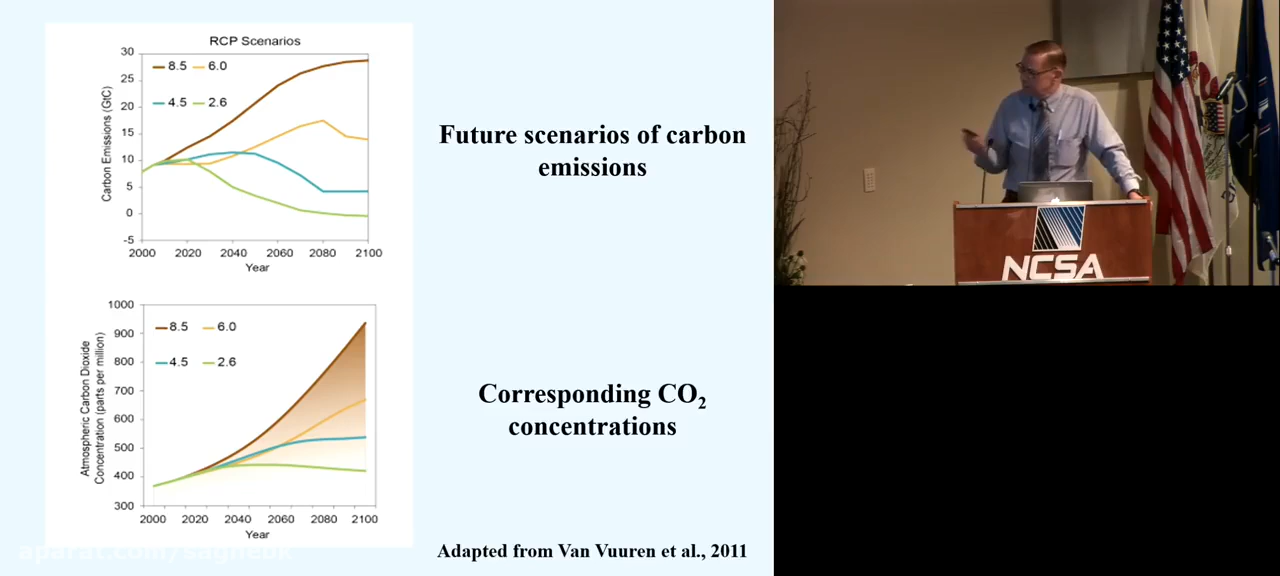 RCP Scenarios
30
25
20
15
10
5
0
-5
Carbon Emissions (GtC)
8.5 6.0
4.5 2.6
2000 2020 2040 2060 2080 2100
Year
Future scenarios of carbon
emissions
1000
900
800
700
600
500
400
300
Atmospheric Carbon Dioxide
Concentration (parts per million)
8.5 6.0
4.5 2.6
2000 2020 2040 2060 2080 2100
Year
Corresponding CO₂
concentrations
Adapted from Van Vuuren et al., 2011
NCSA